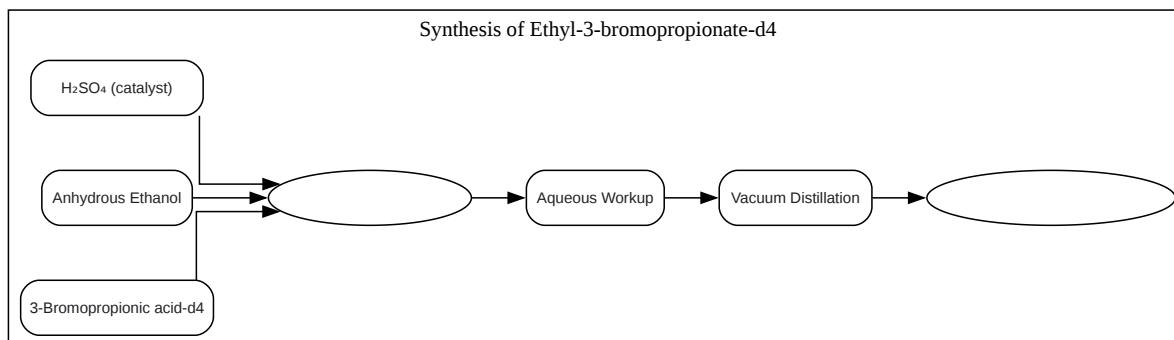 Synthesis of Ethyl-3-bromopropionate-d4
H₂SO₄ (catalyst)
Anhydrous Ethanol
Aqueous Workup
Vacuum Distillation
3-Bromopropionic acid-d4